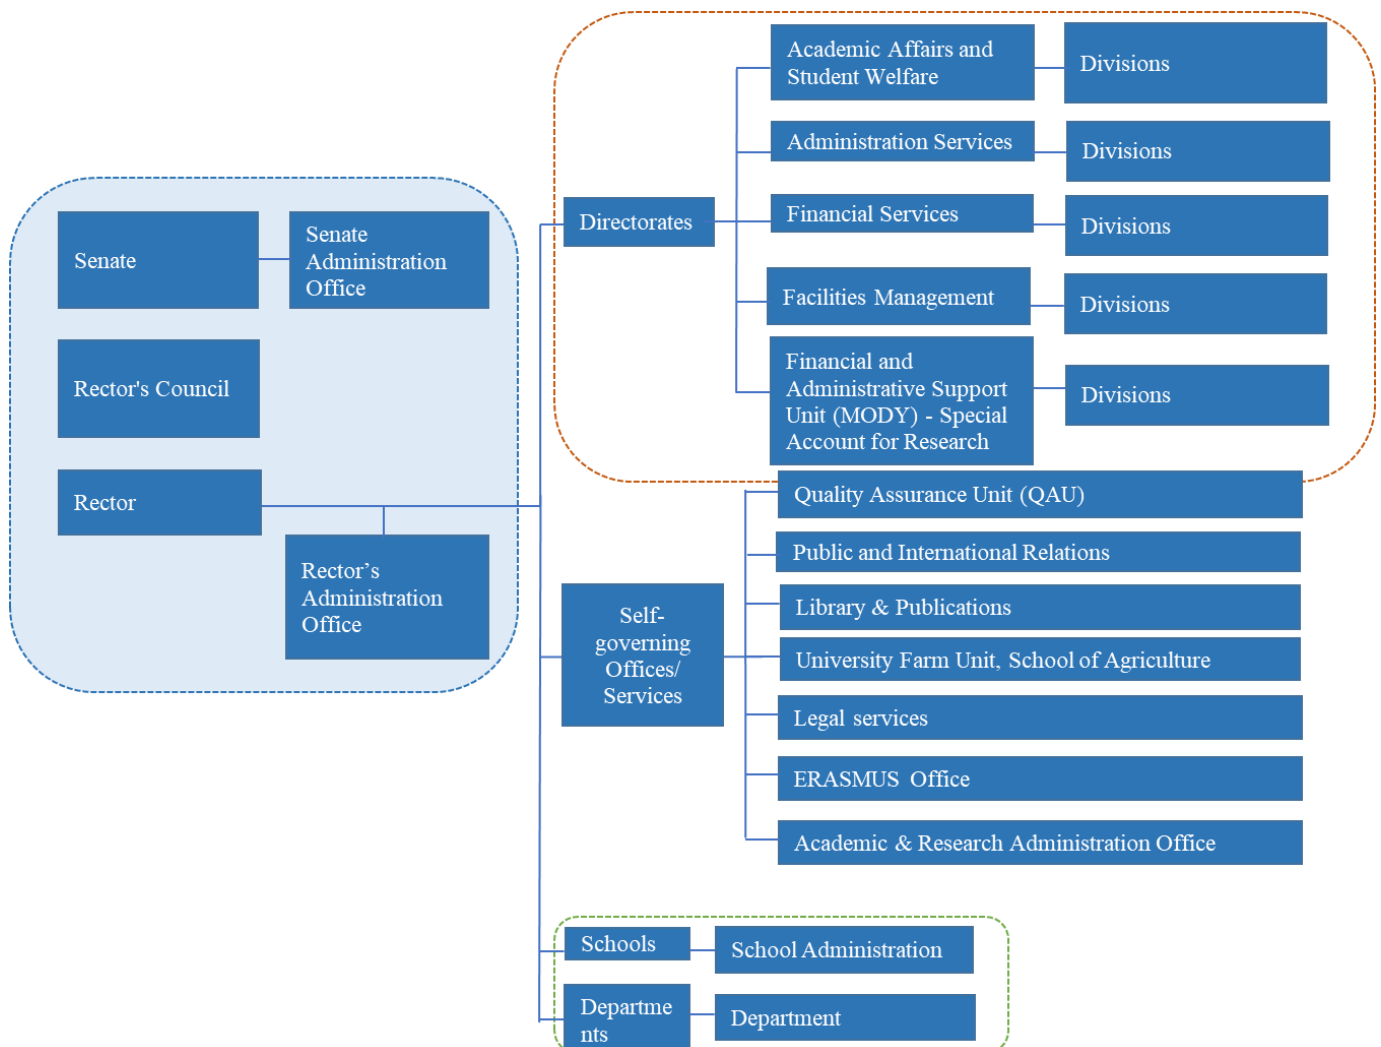 Senate
Senate
Administration
Office
Rector's Council
Rector
Rector’s
Administration
Office
Directorates
Academic Affairs and
Student Welfare
Divisions
Administration Services
Divisions
Financial Services
Divisions
Facilities Management
Divisions
Financial and
Administrative Support
Unit (MODY) - Special
Account for Research
Divisions
Self-
governing
Offices/
Services
Quality Assurance Unit (QAU)
Public and International Relations
Library & Publications
University Farm Unit, School of Agriculture
Legal services
ERASMUS Office
Academic & Research Administration Office
Schools
School Administration
Departme
nts
Department